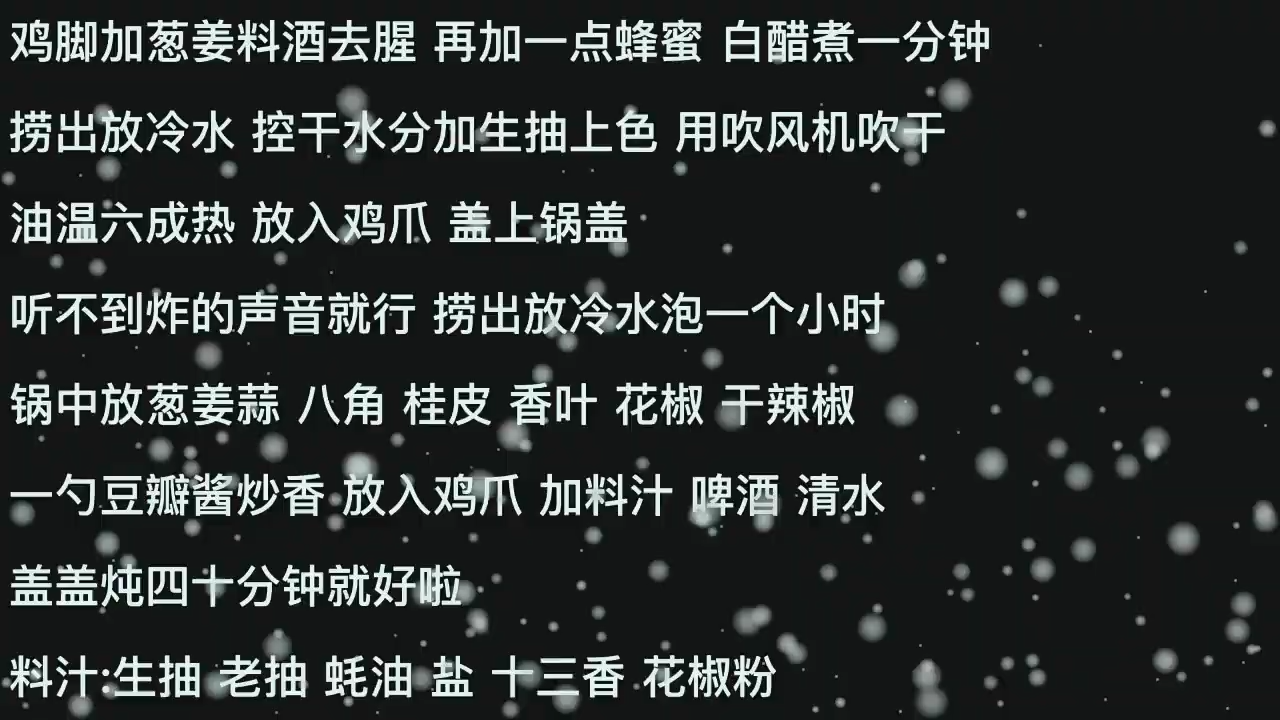 鸡脚加葱姜料酒去腥 再加一点蜂蜜 白醋煮一分钟
捞出放冷水 控干水分加生抽上色 用吹风机吹干
油温六成热 放入鸡爪 盖上锅盖
听不到炸的声音就行 捞出放冷水泡一个小时
锅中放葱姜蒜 八角 桂皮 香叶 花椒 干辣椒
一勺豆瓣酱炒香 放入鸡爪 加料汁 啤酒 清水
盖盖炖四十分钟就好啦
料汁:生抽 老抽 蚝油 盐 十三香 花椒粉